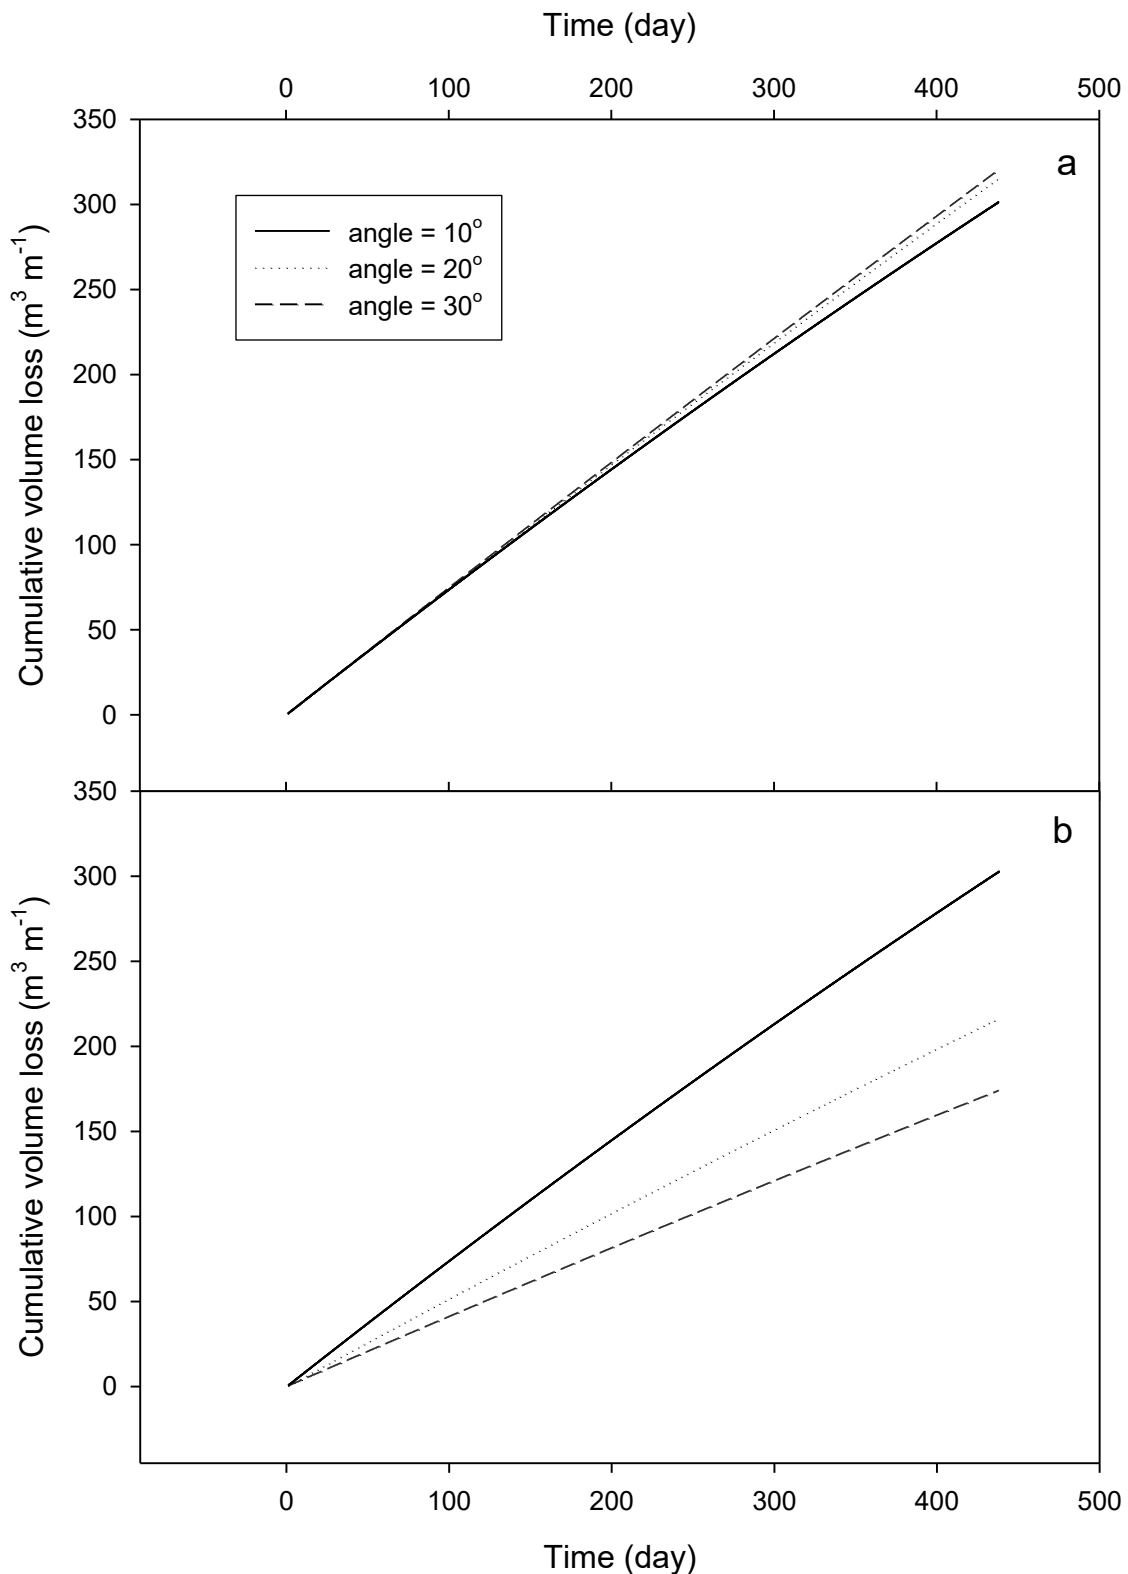 Time (day)
0 100 200 300 400 500
350
a
300
angle = 10°
angle = 20°
angle = 30°
250
200
150
100
50
0
Cumulative volume loss (m³ m⁻¹)
350
b
300
250
200
150
100
50
0
Cumulative volume loss (m³ m⁻¹)
0 100 200 300 400 500
Time (day)